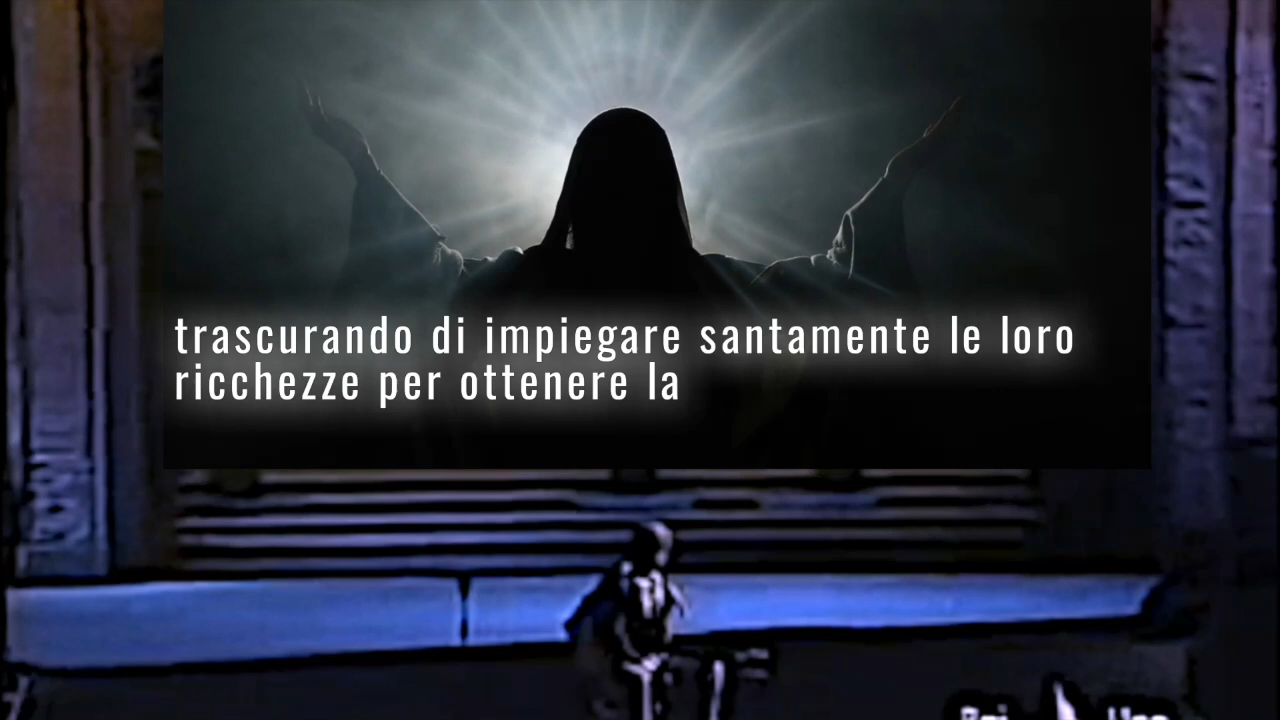 trascurando di impiegare santamente le loro
ricchezze per ottenere la